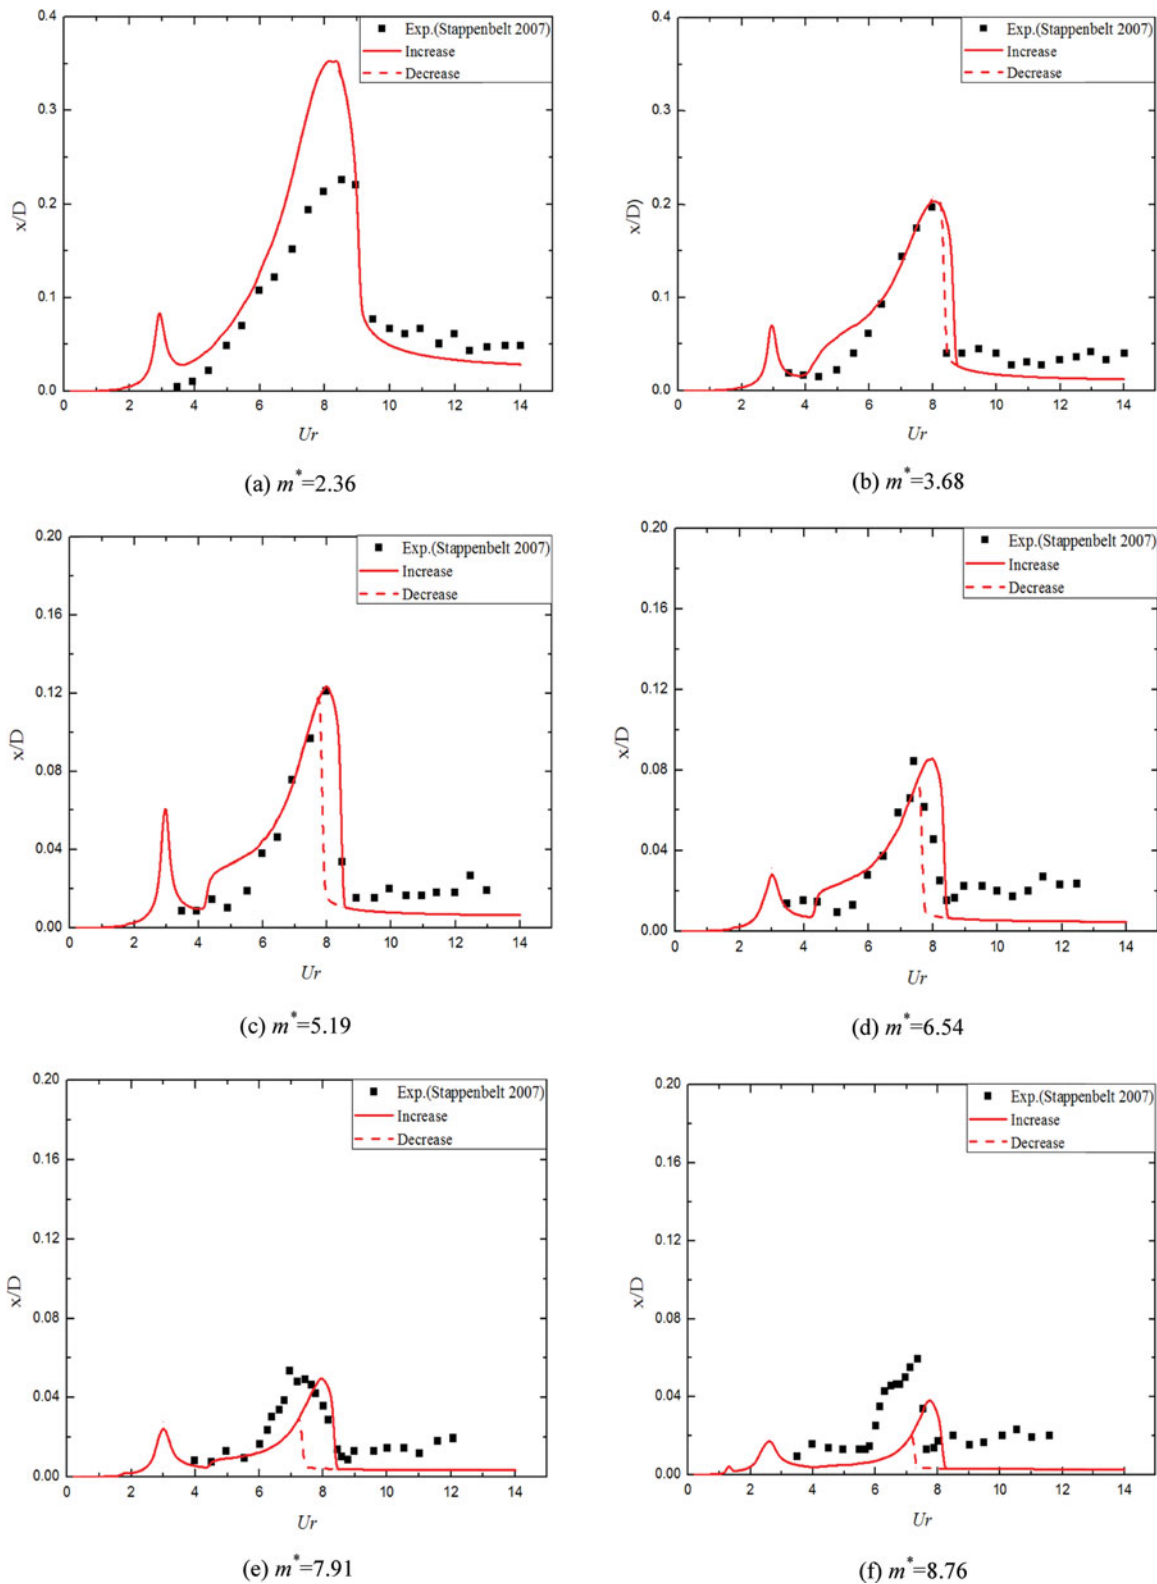 0.4
0.3
0.2
0.1
0.0
x/D
0 2 4 6 8 10 12 14
Ur
Exp.(Stappenbelt 2007)
Increase
Decrease
(a) m*=2.36
0.4
0.3
0.2
0.1
0.0
x/D)
0 2 4 6 8 10 12 14
Ur
Exp.(Stappenbelt 2007)
Increase
Decrease
(b) m*=3.68
0.20
0.16
0.12
0.08
0.04
0.00
x/D
0 2 4 6 8 10 12 14
Ur
Exp.(Stappenbelt 2007)
Increase
Decrease
(c) m*=5.19
0.20
0.16
0.12
0.08
0.04
0.00
x/D
0 2 4 6 8 10 12 14
Ur
Exp.(Stappenbelt 2007)
Increase
Decrease
(d) m*=6.54
0.20
0.16
0.12
0.08
0.04
0.00
x/D
0 2 4 6 8 10 12 14
Ur
Exp.(Stappenbelt 2007)
Increase
Decrease
(e) m*=7.91
0.20
0.16
0.12
0.08
0.04
0.00
x/D
0 2 4 6 8 10 12 14
Ur
Exp.(Stappenbelt 2007)
Increase
Decrease
(f) m*=8.76